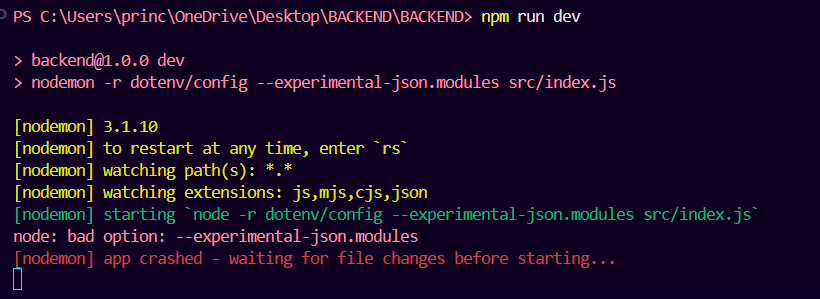 PS C:\Users\princ\OneDrive\Desktop\BACKEND\BACKEND> npm run dev
> backend@1.0.0 dev
> nodemon -r dotenv/config --experimental-json.modules src/index.js
[nodemon] 3.1.10
[nodemon] to restart at any time, enter `rs`
[nodemon] watching path(s): *.*
[nodemon] watching extensions: js,mjs,cjs,json
[nodemon] starting `node -r dotenv/config --experimental-json.modules src/index.js`
node: bad option: --experimental-json.modules
[nodemon] app crashed - waiting for file changes before starting...